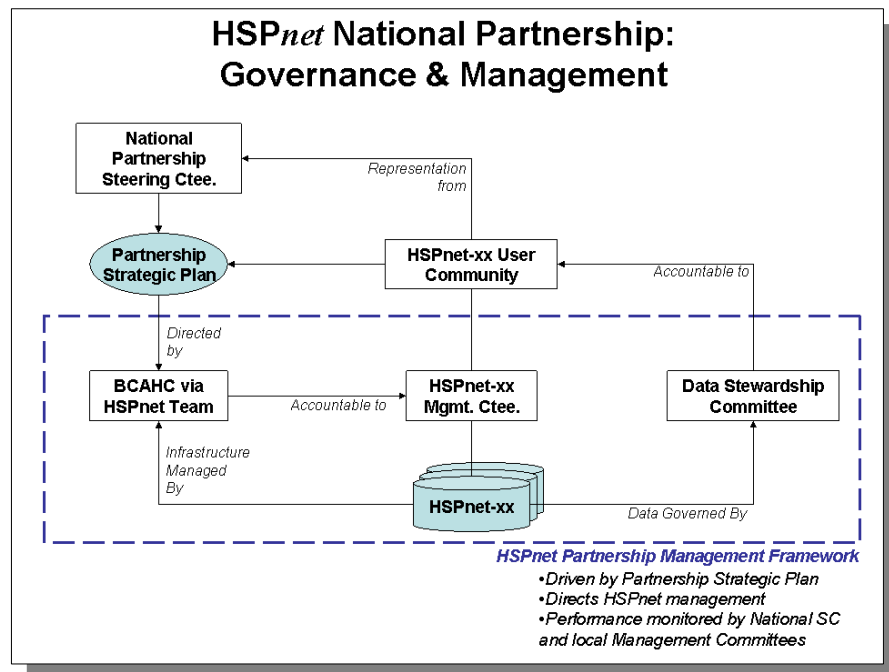 HSPnet National Partnership:
Governance & Management
National
Partnership
Steering Ctee.
Representation
from
Partnership
Strategic Plan
HSPnet-xx User
Community
Accountable to
Directed
by
BCAHC via
HSPnet Team
Accountable to
HSPnet-xx
Mgmt. Ctee.
Data Stewardship
Committee
Infrastructure
Managed
By
HSPnet-xx
Data Governed By
HSPnet Partnership Management Framework
•Driven by Partnership Strategic Plan
•Directs HSPnet management
•Performance monitored by National SC
and local Management Committees